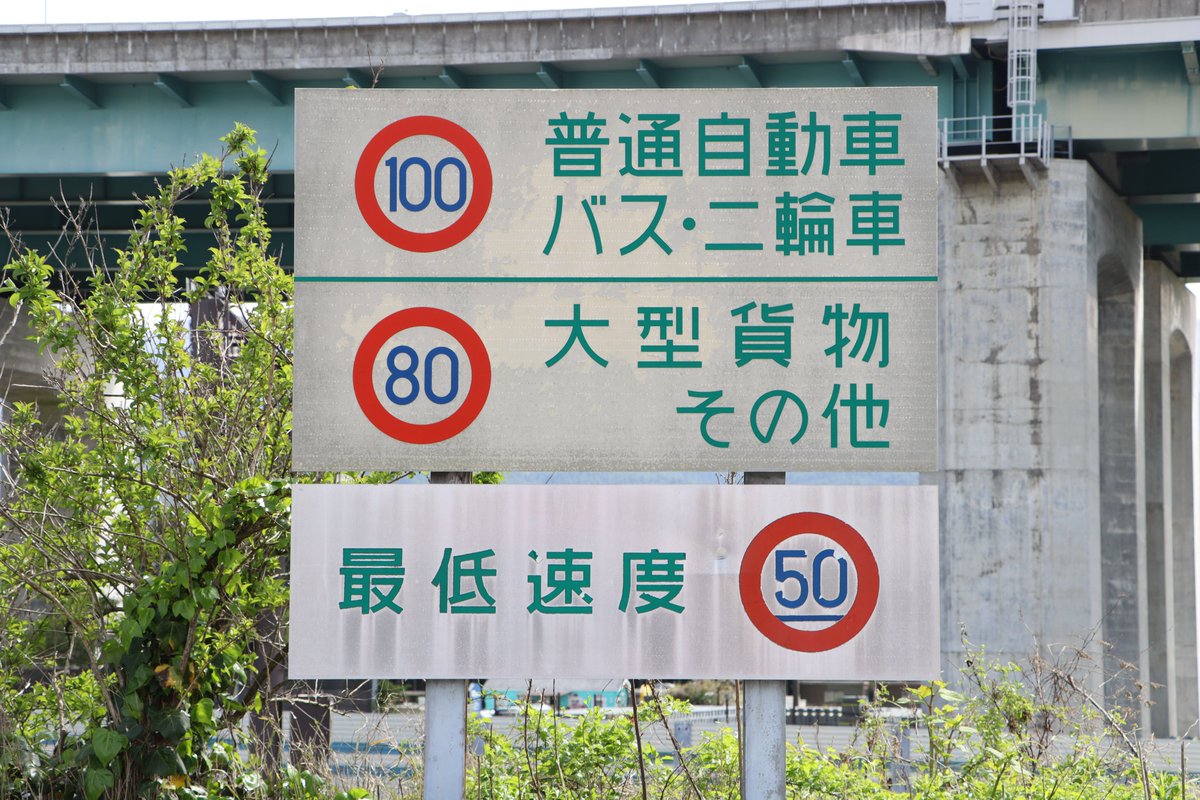 100 普通自動車
バス・二輪車
80 大型貨物
その他
最低速度 50